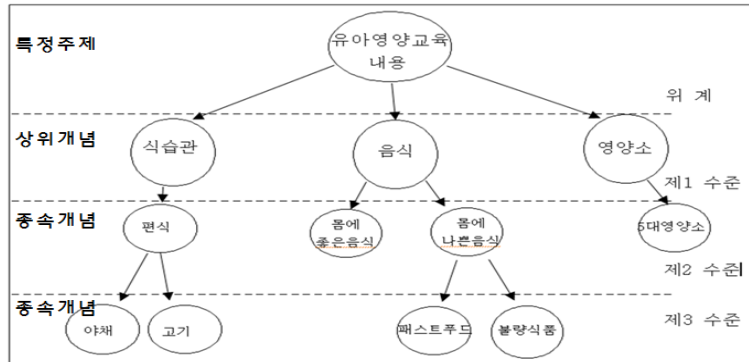 특정주제
유아영양교육
내용
위 계
상위개념
식습관
음식
영양소
제1 수준
종속개념
편식
몸에
좋은음식
몸에
나쁜음식
5대영양소
제2 수준
종속개념
야채
고기
패스트푸드
불량식품
제3 수준